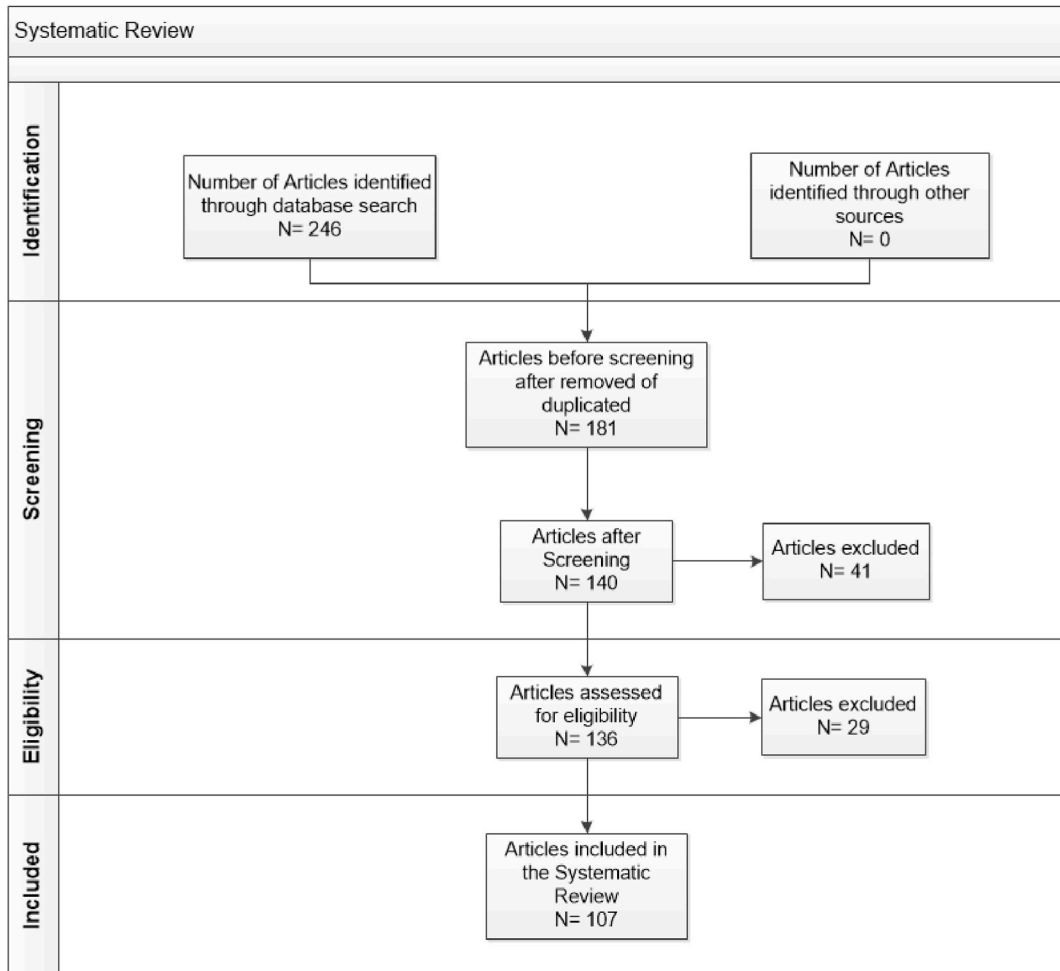 Systematic Review
Identification
Number of Articles identified
through database search
N= 246
Number of Articles
identified through other
sources
N= 0
Screening
Articles before screening
after removed of
duplicated
N= 181
Articles after
Screening
N= 140
Articles excluded
N= 41
Eligibility
Articles assessed
for eligibility
N= 136
Articles excluded
N= 29
Included
Articles included in
the Systematic
Review
N= 107